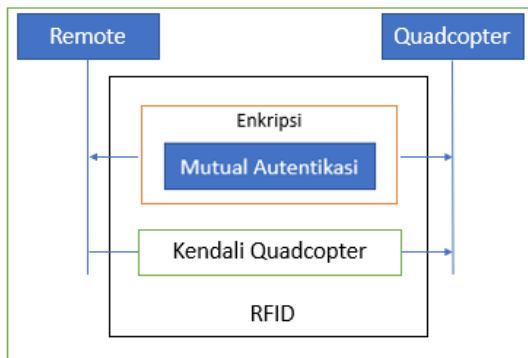 Remote
Quadcopter
Enkripsi
Mutual Autentikasi
Kendali Quadcopter
RFID